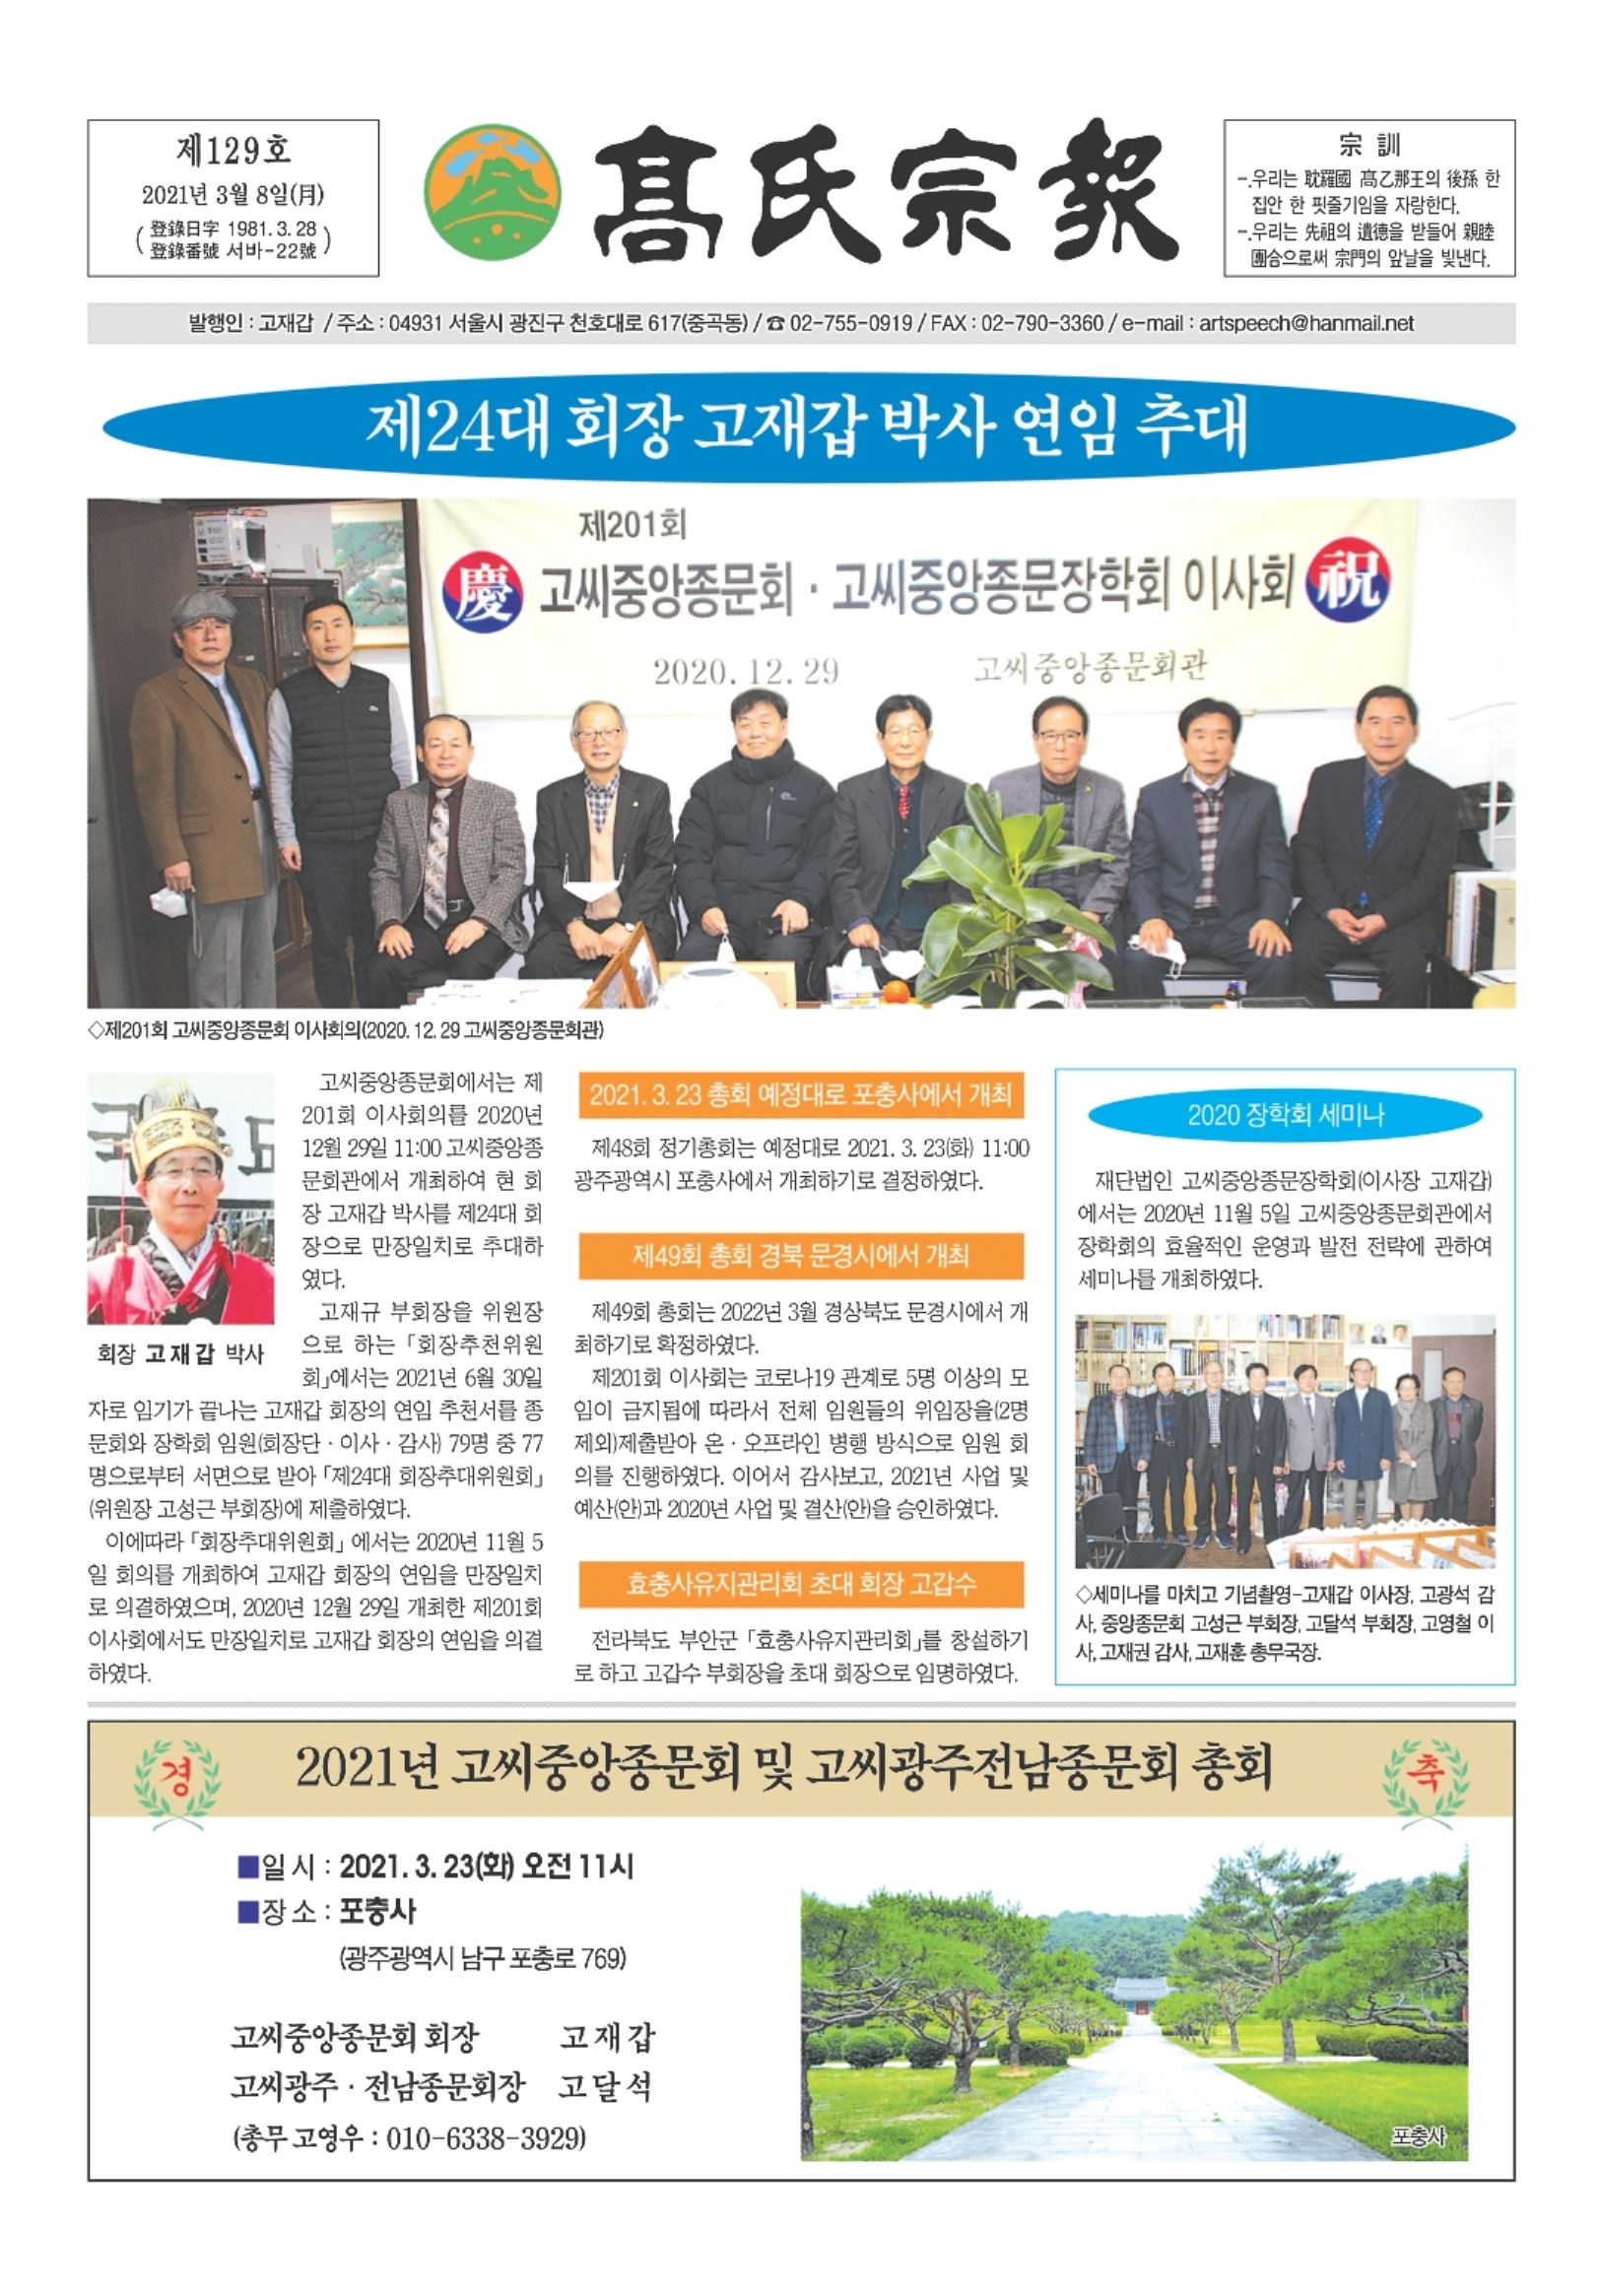 제129호
2021년 3월 8일(月)
( 登錄日字 1981. 3. 28
登錄番號 서바-22號 )
髙氏宗報
宗 訓
-.우리는 耽羅國 髙乙那王의 後孫 한
집안 한 핏줄기임을 자랑한다.
-.우리는 先祖의 遺德을 받들어 親睦
團合으로써 宗門의 앞날을 빛낸다.
발행인 : 고재갑 / 주소 : 04931 서울시 광진구 천호대로 617(중곡동) / ☎ 02-755-0919 / FAX : 02-790-3360 / e-mail : artspeech@hanmail.net
제24대 회장 고재갑 박사 연임 추대
제201회
慶 고씨중앙종문회 · 고씨중앙종문장학회 이사회 祝
2020. 12. 29 고씨중앙종문회관
◇제201회 고씨중앙종문회 이사회의(2020. 12. 29 고씨중앙종문회관)
회장 고재갑 박사
고씨중앙종문회에서는 제
201회 이사회의를 2020년
12월 29일 11:00 고씨중앙종
문회관에서 개최하여 현 회
장 고재갑 박사를 제24대 회
장으로 만장일치로 추대하
였다.
고재규 부회장을 위원장
으로 하는 「회장추천위원
회」에서는 2021년 6월 30일
자로 임기가 끝나는 고재갑 회장의 연임 추천서를 종
문회와 장학회 임원(회장단 · 이사 · 감사) 79명 중 77
명으로부터 서면으로 받아 「제24대 회장추대위원회」
(위원장 고성근 부회장)에 제출하였다.
이에따라 「회장추대위원회」 에서는 2020년 11월 5
일 회의를 개최하여 고재갑 회장의 연임을 만장일치
로 의결하였으며, 2020년 12월 29일 개최한 제201회
이사회에서도 만장일치로 고재갑 회장의 연임을 의결
하였다.
2021. 3. 23 총회 예정대로 포충사에서 개최
제48회 정기총회는 예정대로 2021. 3. 23(화) 11:00
광주광역시 포충사에서 개최하기로 결정하였다.
제49회 총회 경북 문경시에서 개최
제49회 총회는 2022년 3월 경상북도 문경시에서 개
최하기로 확정하였다.
제201회 이사회는 코로나19 관계로 5명 이상의 모
임이 금지됨에 따라서 전체 임원들의 위임장을(2명
제외)제출받아 온 · 오프라인 병행 방식으로 임원 회
의를 진행하였다. 이어서 감사보고, 2021년 사업 및
예산(안)과 2020년 사업 및 결산(안)을 승인하였다.
효충사유지관리회 초대 회장 고갑수
전라북도 부안군 「효충사유지관리회」를 창설하기
로 하고 고갑수 부회장을 초대 회장으로 임명하였다.
2020 장학회 세미나
재단법인 고씨중앙종문장학회(이사장 고재갑)
에서는 2020년 11월 5일 고씨중앙종문회관에서
장학회의 효율적인 운영과 발전 전략에 관하여
세미나를 개최하였다.
◇세미나를 마치고 기념촬영-고재갑 이사장, 고광석 감
사, 중앙종문회 고성근 부회장, 고달석 부회장, 고영철 이
사, 고재권 감사, 고재훈 총무국장.
경 2021년 고씨중앙종문회 및 고씨광주전남종문회 총회 축
■일 시 : 2021. 3. 23(화) 오전 11시
■장 소 : 포충사
(광주광역시 남구 포충로 769)
고씨중앙종문회 회장 고 재 갑
고씨광주 · 전남종문회장 고 달 석
(총무 고영우 : 010-6338-3929)
포충사